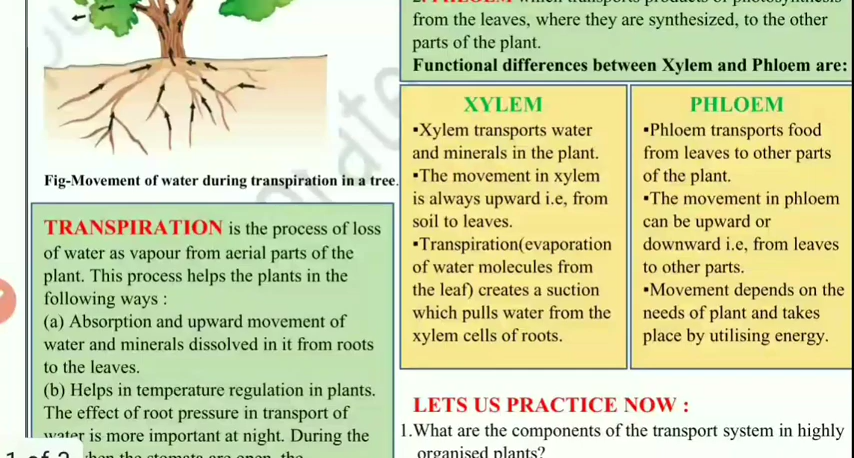 from the leaves, where they are synthesized, to the other
parts of the plant.
Functional differences between Xylem and Phloem are:
Fig-Movement of water during transpiration in a tree.
TRANSPIRATION is the process of loss
of water as vapour from aerial parts of the
plant. This process helps the plants in the
following ways :
(a) Absorption and upward movement of
water and minerals dissolved in it from roots
to the leaves.
(b) Helps in temperature regulation in plants.
The effect of root pressure in transport of
water is more important at night. During the
XYLEM
▪Xylem transports water
and minerals in the plant.
▪The movement in xylem
is always upward i.e, from
soil to leaves.
▪Transpiration(evaporation
of water molecules from
the leaf) creates a suction
which pulls water from the
xylem cells of roots.
PHLOEM
▪Phloem transports food
from leaves to other parts
of the plant.
▪The movement in phloem
can be upward or
downward i.e, from leaves
to other parts.
▪Movement depends on the
needs of plant and takes
place by utilising energy.
LETS US PRACTICE NOW :
1.What are the components of the transport system in highly
organised plants?